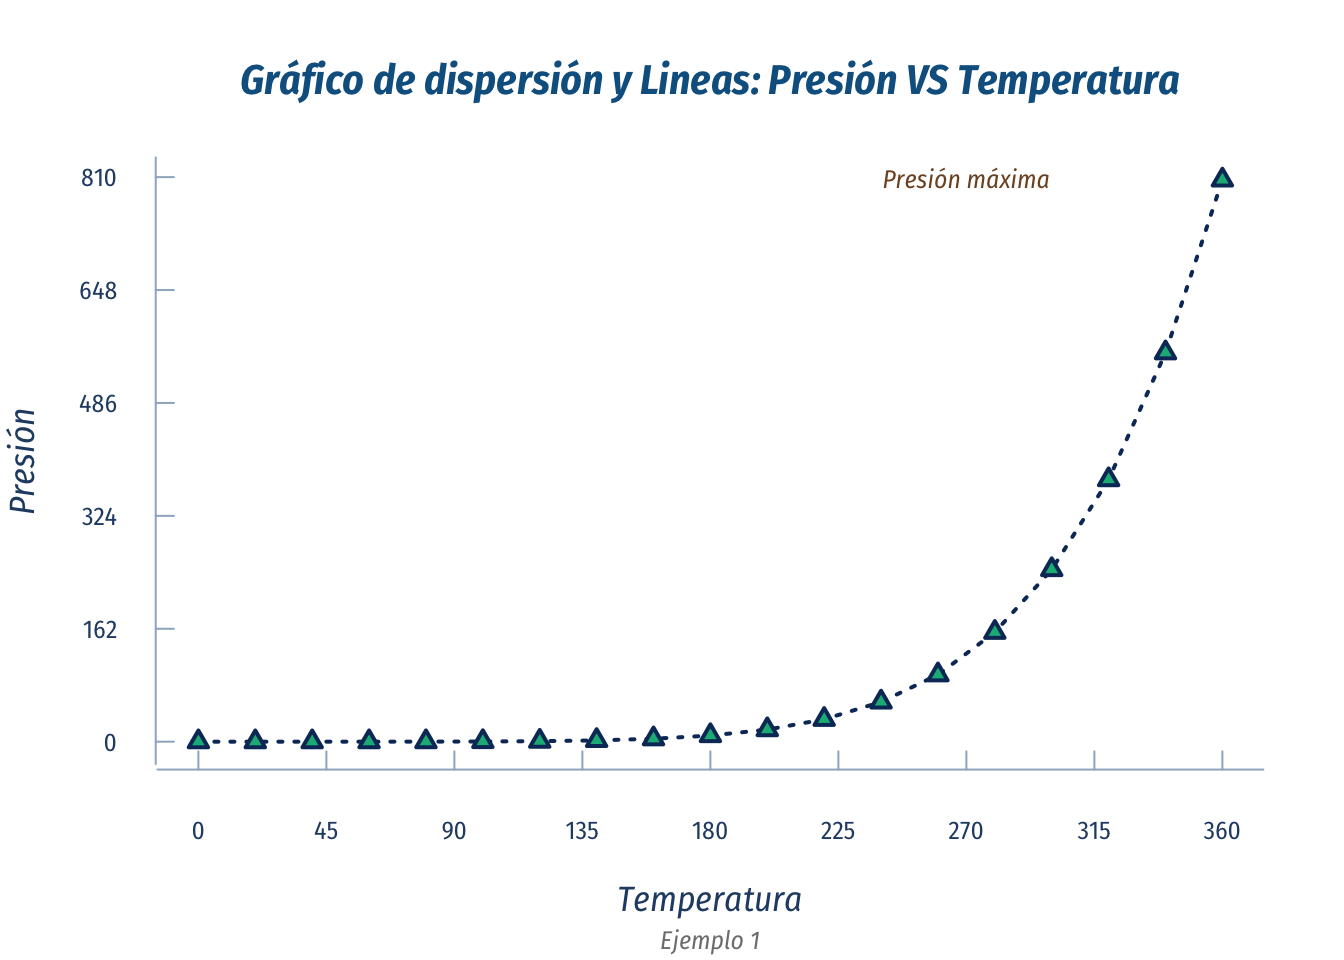 Gráfico de dispersión y Lineas: Presión VS Temperatura
810
Presión máxima
648
486
Presión
324
162
0
0 45 90 135 180 225 270 315 360
Temperatura
Ejemplo 1